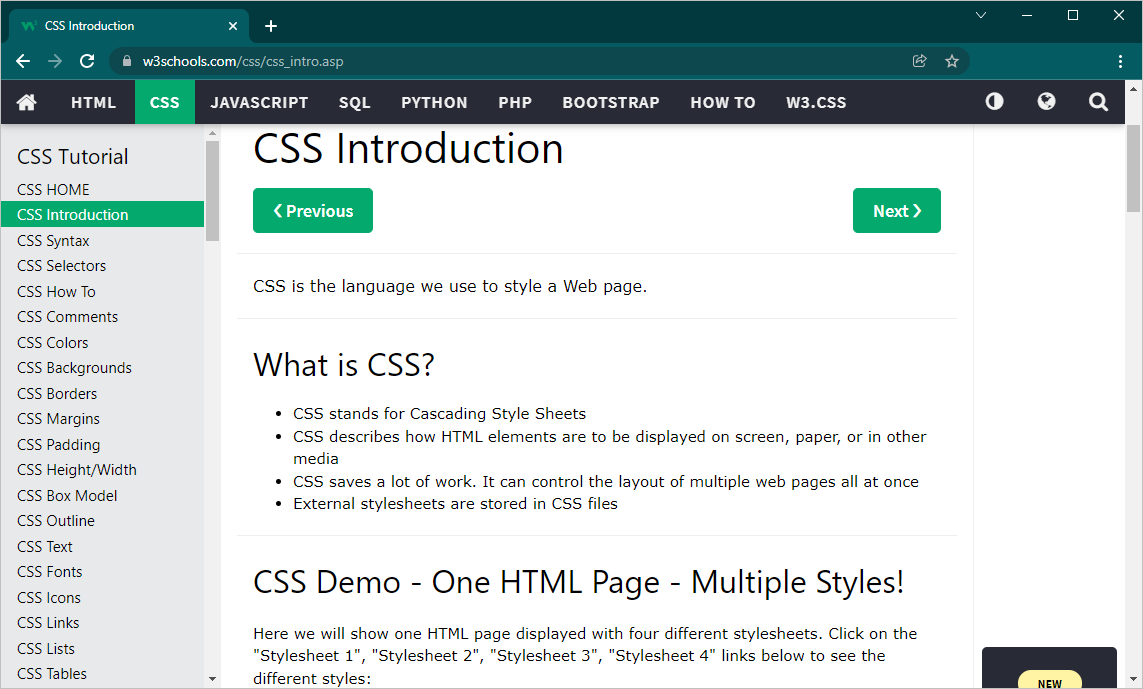 CSS Introduction
w3schools.com/css/css_intro.asp
HTML CSS JAVASCRIPT SQL PYTHON PHP BOOTSTRAP HOW TO W3.CSS
CSS Tutorial
CSS HOME
CSS Introduction
CSS Syntax
CSS Selectors
CSS How To
CSS Comments
CSS Colors
CSS Backgrounds
CSS Borders
CSS Margins
CSS Padding
CSS Height/Width
CSS Box Model
CSS Outline
CSS Text
CSS Fonts
CSS Icons
CSS Links
CSS Lists
CSS Tables
CSS Introduction
❮ Previous
Next ❯
CSS is the language we use to style a Web page.
What is CSS?
• CSS stands for Cascading Style Sheets
• CSS describes how HTML elements are to be displayed on screen, paper, or in other
media
• CSS saves a lot of work. It can control the layout of multiple web pages all at once
• External stylesheets are stored in CSS files
CSS Demo - One HTML Page - Multiple Styles!
Here we will show one HTML page displayed with four different stylesheets. Click on the
"Stylesheet 1", "Stylesheet 2", "Stylesheet 3", "Stylesheet 4" links below to see the
different styles:
NEW